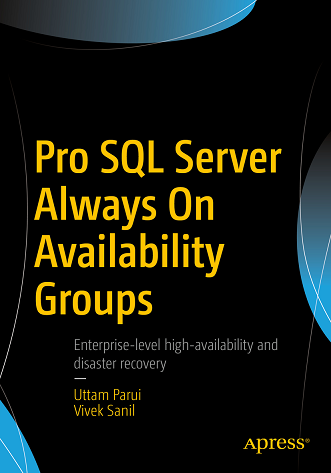 Pro SQL Server
Always On
Availability
Groups
Enterprise-level high-availability and
disaster recovery
Uttam Parui
Vivek Sanil
Apress®